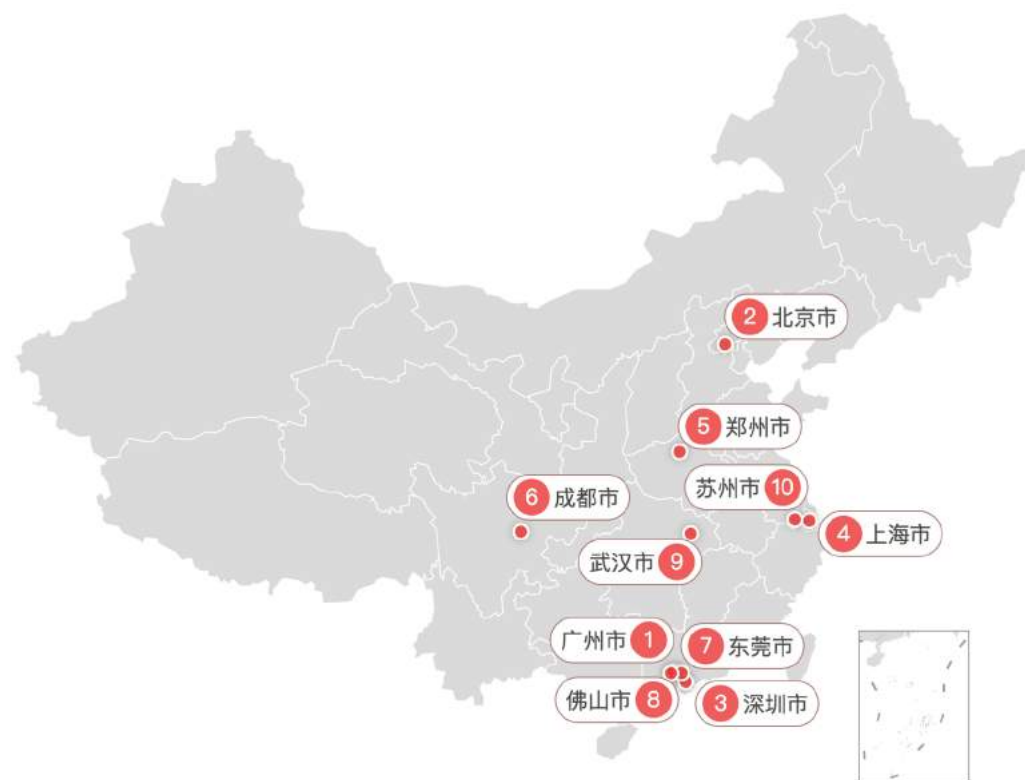 2 北京市
5 郑州市
苏州市 10
6 成都市
4 上海市
武汉市 9
广州市 1
7 东莞市
佛山市 8
3 深圳市